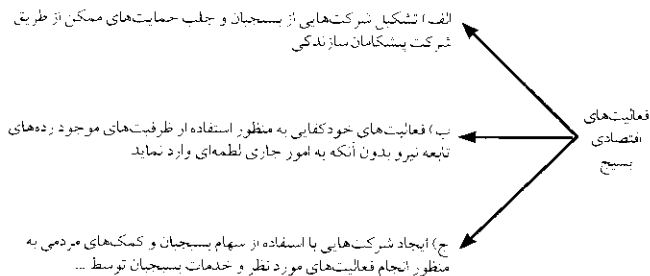 فعالیت‌های
اقتصادی
بسیج
الف) تشکیل شرکت‌هایی از بسیجیان و جلب حمایت‌های ممکن از طریق
شرکت پیشگامان سازندگی
ب) فعالیت‌های خودکفایی به منظور استفاده از ظرفیت‌های موجود رده‌های
تابعه نیرو بدون آنکه به امور جاری لطمه‌ای وارد نماید
ج) ایجاد شرکت‌هایی با استفاده از سهام بسیجیان و کمک‌های مردمی به
منظور انجام فعالیت‌های مورد نظر و خدمات بسیجیان توسط ...